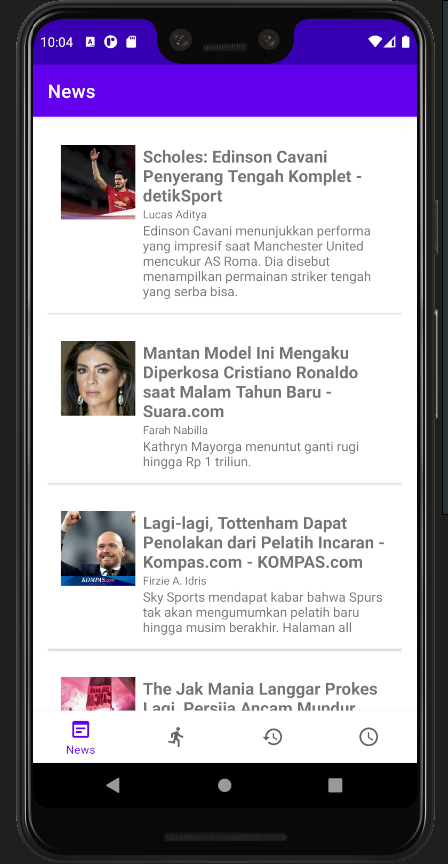 10:04
News
Scholes: Edinson Cavani
Penyerang Tengah Komplet -
detikSport
Lucas Aditya
Edinson Cavani menunjukkan performa
yang impresif saat Manchester United
mencukur AS Roma. Dia disebut
menampilkan permainan striker tengah
yang serba bisa.
Mantan Model Ini Mengaku
Diperkosa Cristiano Ronaldo
saat Malam Tahun Baru -
Suara.com
Farah Nabilla
Kathryn Mayorga menuntut ganti rugi
hingga Rp 1 triliun.
Lagi-lagi, Tottenham Dapat
Penolakan dari Pelatih Incaran -
Kompas.com - KOMPAS.com
Firzie A. Idris
Sky Sports mendapat kabar bahwa Spurs
tak akan mengumumkan pelatih baru
hingga musim berakhir. Halaman all
KOMPAS.com
The Jak Mania Langgar Prokes
Lagi, Persija Ancam Mundur
News